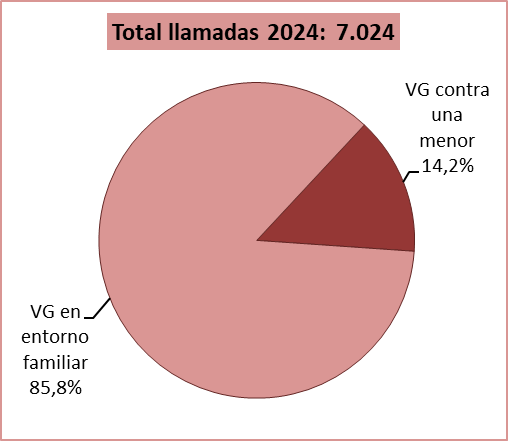 Total llamadas 2024: 7.024
VG contra
una
menor
14,2%
VG en
entorno
familiar
85,8%